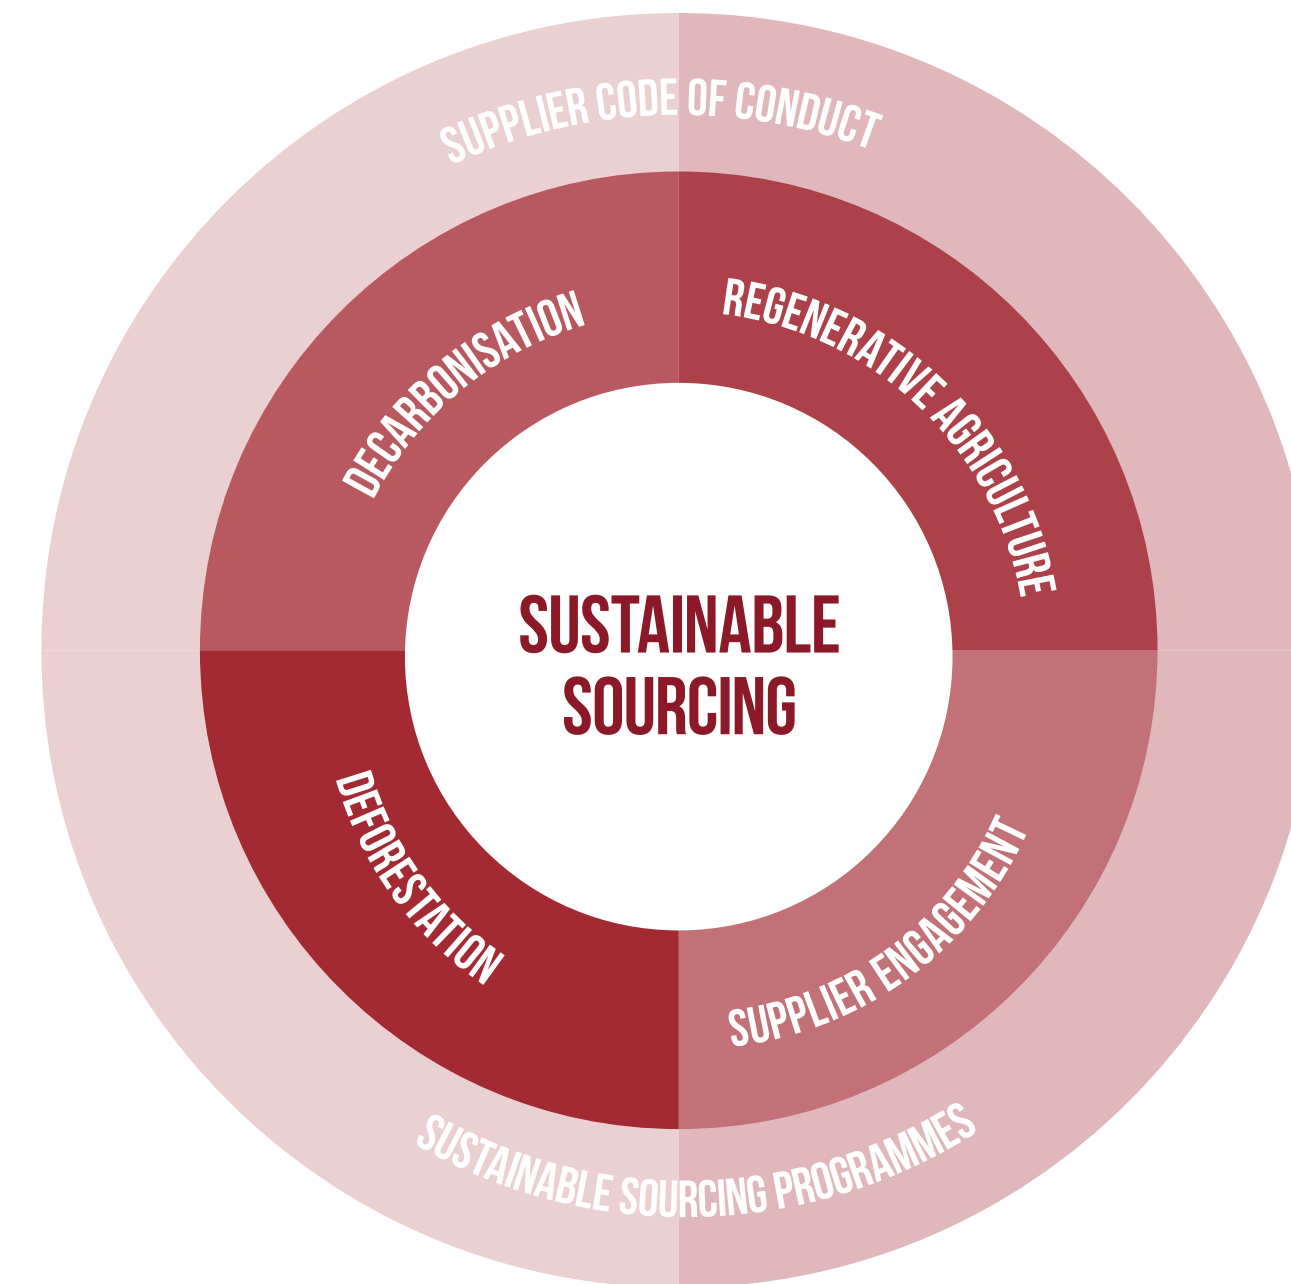 SUPPLIER CODE OF CONDUCT
DECARBONISATION
REGENERATIVE AGRICULTURE
SUSTAINABLE
SOURCING
DEFORESTATION
SUPPLIER ENGAGEMENT
SUSTAINABLE SOURCING PROGRAMMES